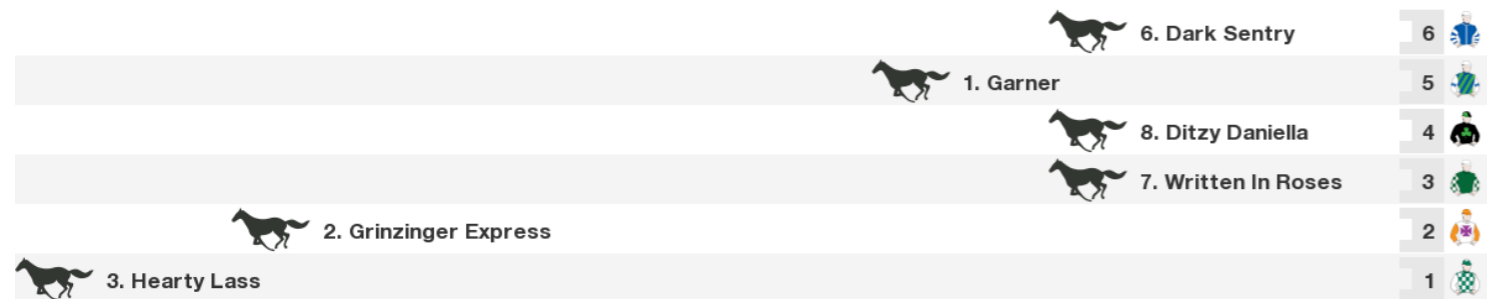 6. Dark Sentry 6
1. Garner 5
8. Ditzy Daniella 4
7. Written In Roses 3
2. Grinzinger Express 2
3. Hearty Lass 1